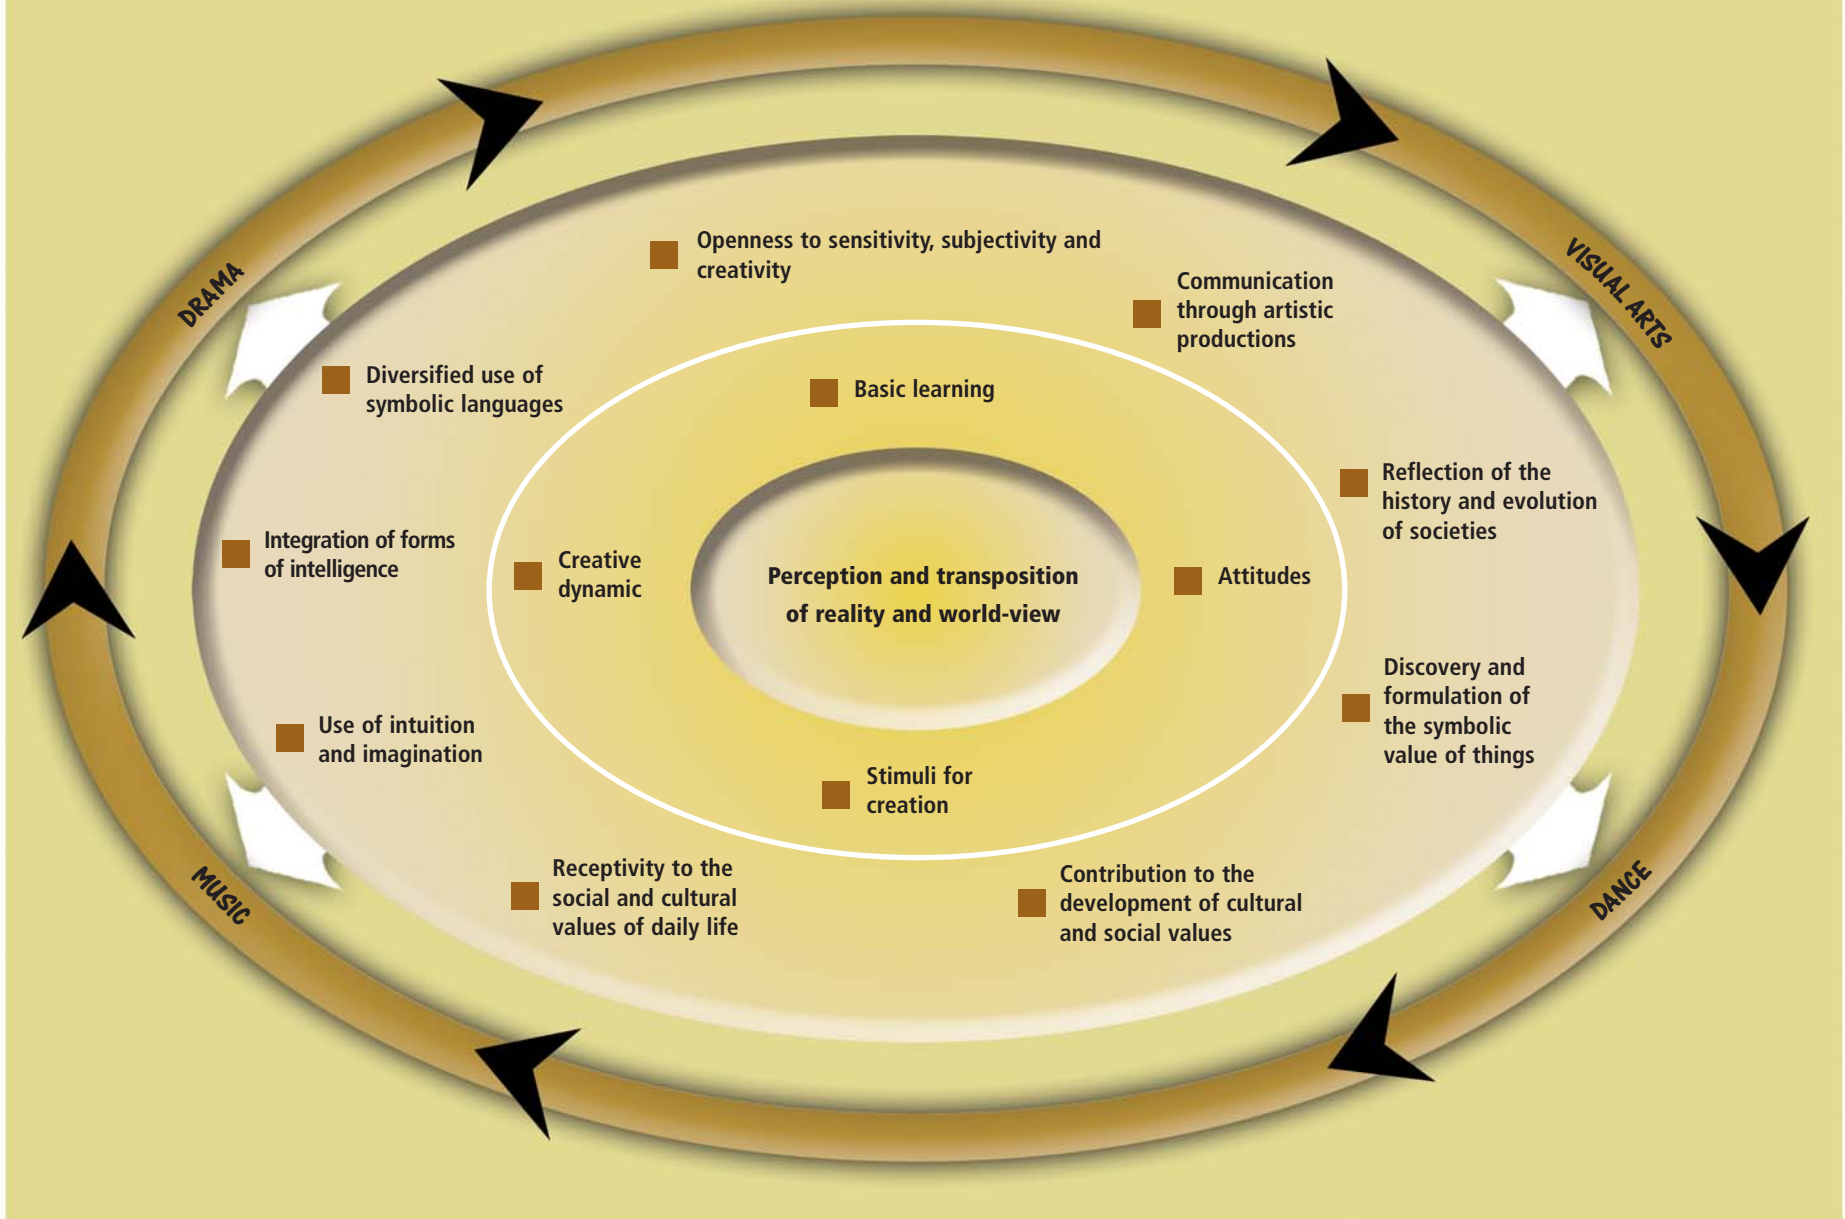 DRAMA
VISUAL ARTS
Openness to sensitivity, subjectivity and
creativity
Communication
through artistic
productions
Diversified use of
symbolic languages
Basic learning
Reflection of the
history and evolution
of societies
Integration of forms
of intelligence
Creative
dynamic
Perception and transposition
of reality and world-view
Attitudes
Discovery and
formulation of
the symbolic
value of things
Use of intuition
and imagination
Stimuli for
creation
Receptivity to the
social and cultural
values of daily life
Contribution to the
development of cultural
and social values
MUSIC
DANCE